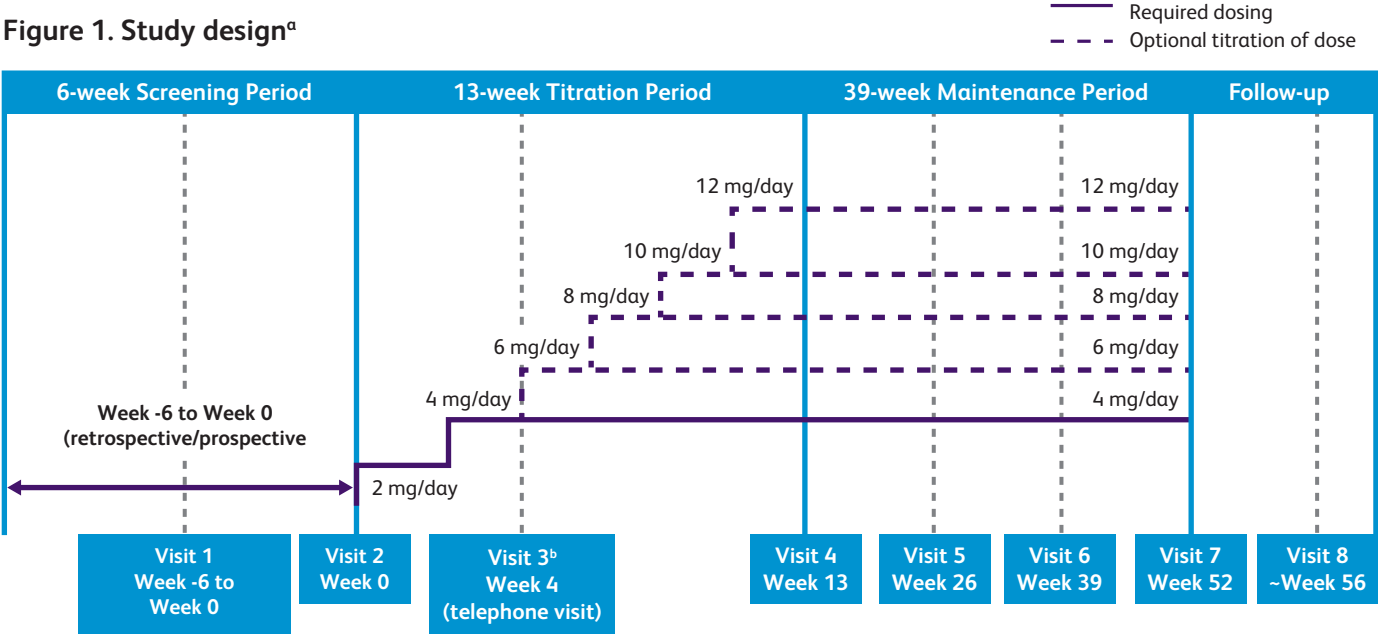 Figure 1. Study designᵃ
Required dosing
Optional titration of dose
6-week Screening Period
13-week Titration Period
39-week Maintenance Period
Follow-up
12 mg/day
12 mg/day
10 mg/day
10 mg/day
8 mg/day
8 mg/day
6 mg/day
6 mg/day
4 mg/day
4 mg/day
Week -6 to Week 0
(retrospective/prospective
2 mg/day
Visit 1
Week -6 to
Week 0
Visit 2
Week 0
Visit 3ᵇ
Week 4
(telephone visit)
Visit 4
Week 13
Visit 5
Week 26
Visit 6
Week 39
Visit 7
Week 52
Visit 8
~Week 56